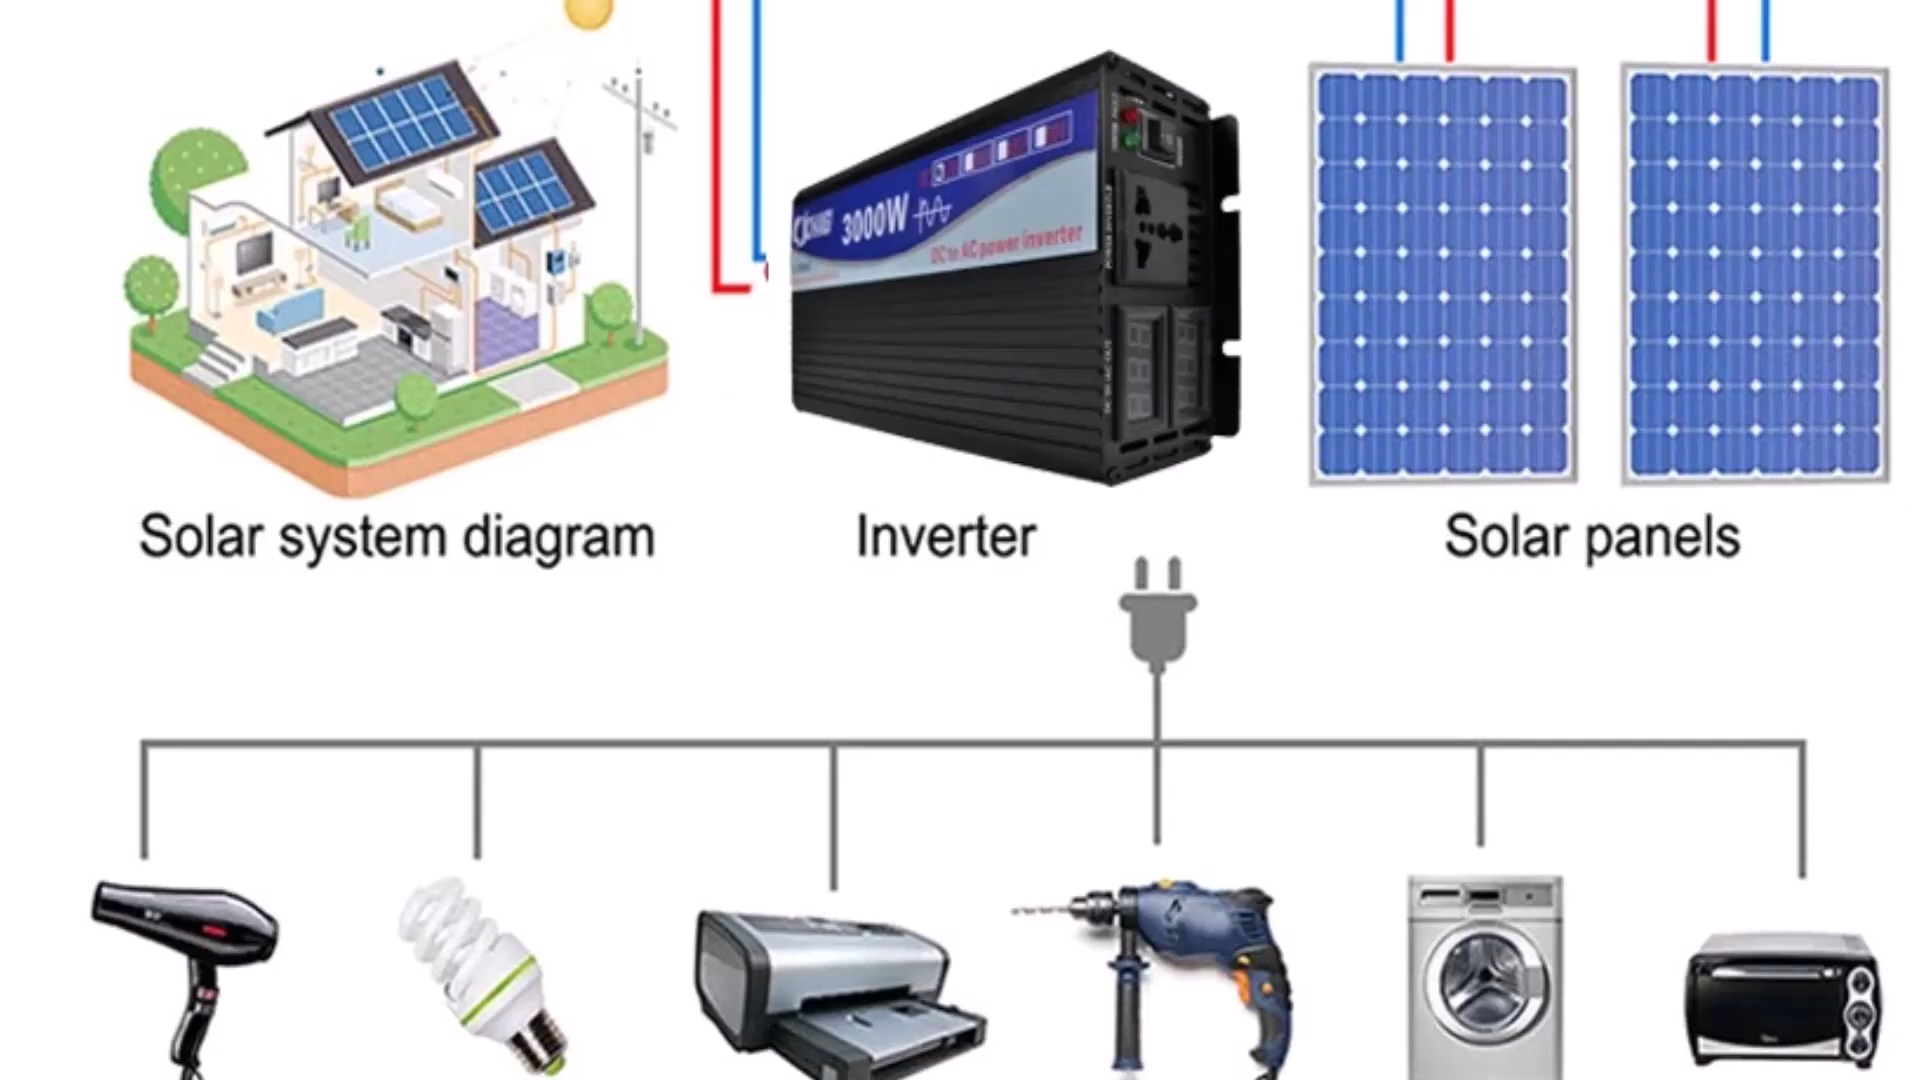 3000W
DC to AC power inverter
Solar system diagram
Inverter
Solar panels